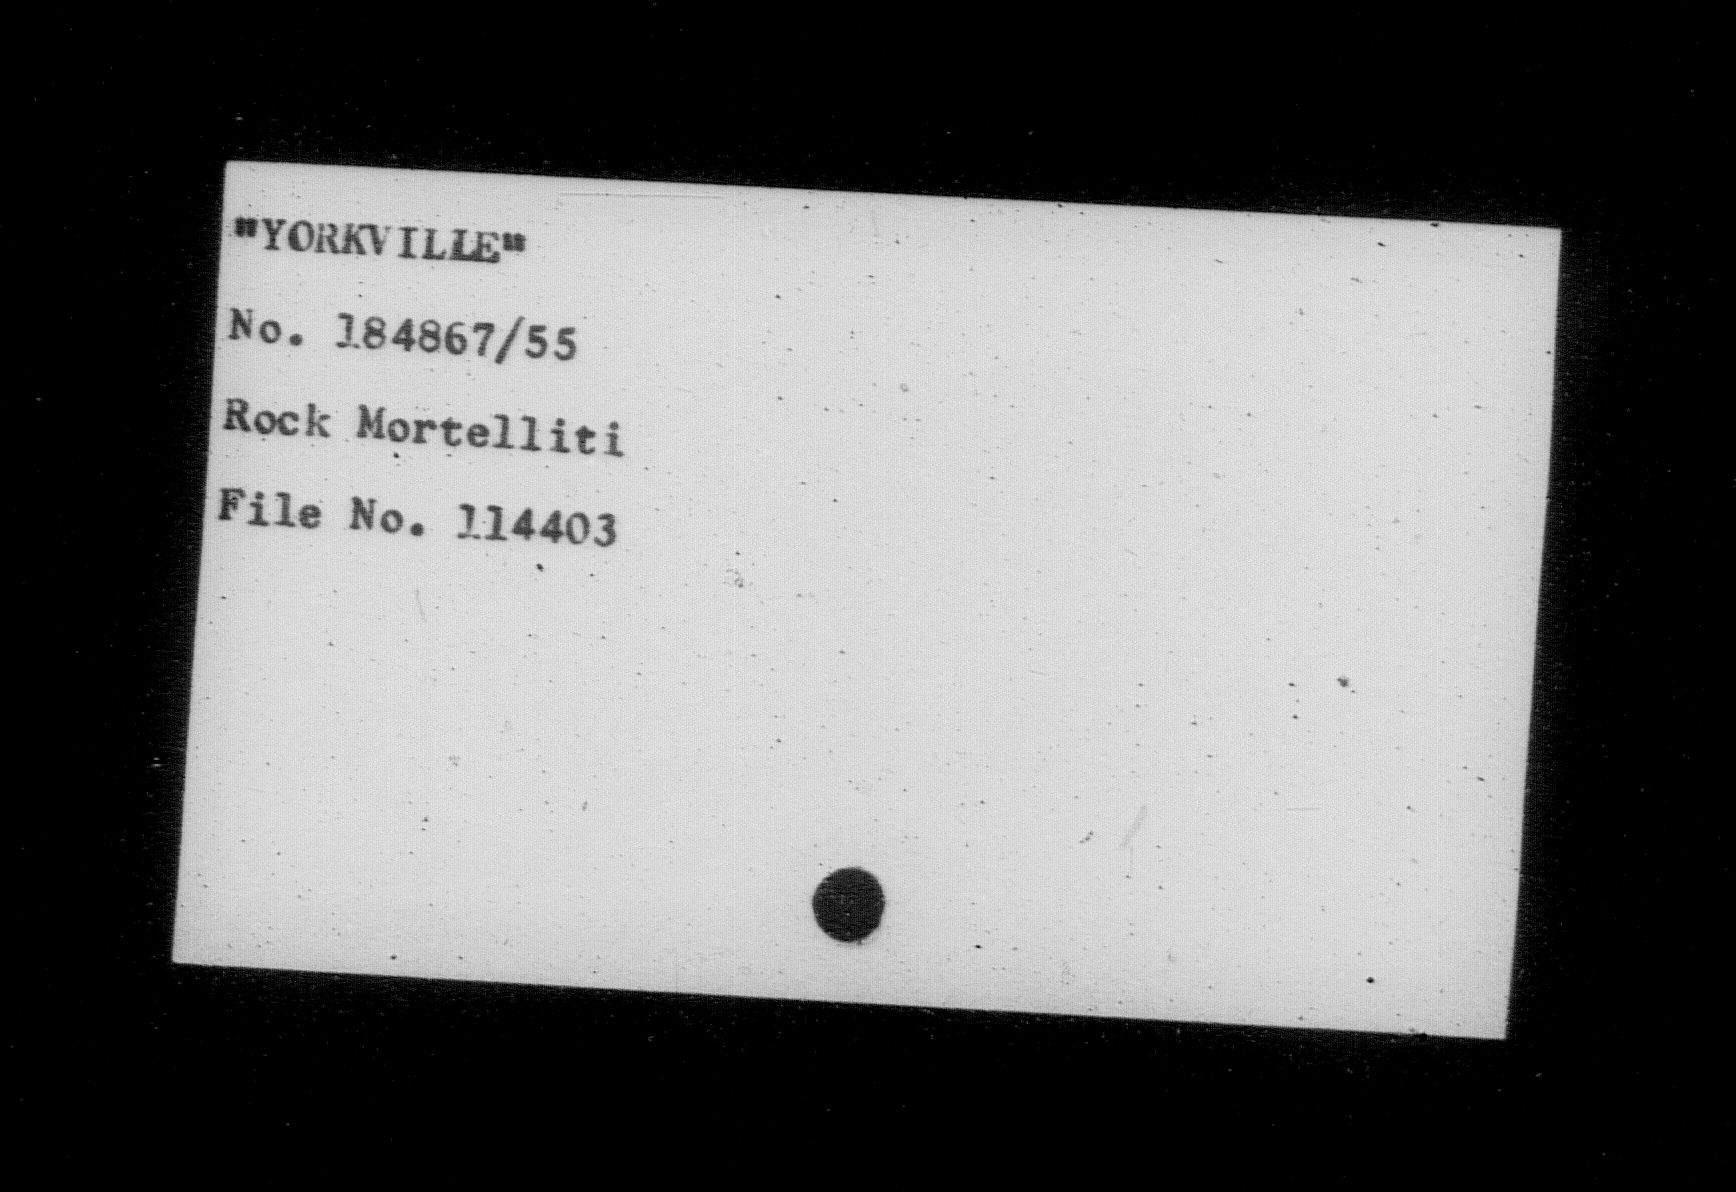 "YORKVILLE"
No. 184867/55
Rock Mortelliti
File No. 114403